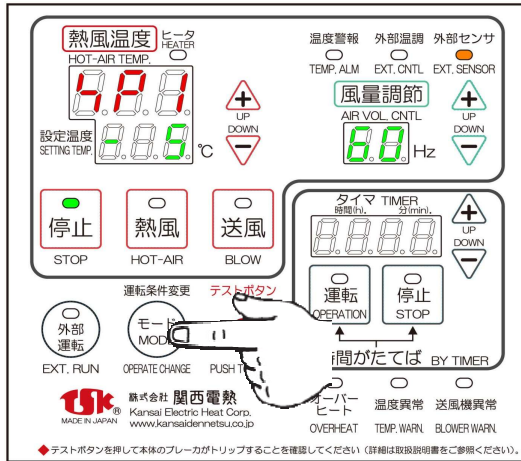 熱風温度 ヒータ
HEATER
HOT-AIR TEMP.
温度警報 外部温調 外部センサ
TEMP. ALM EXT. CNTL EXT. SENSOR
UP
DOWN
風量調節
AIR VOL. CNTL
60 Hz
UP
DOWN
設定温度
SETTING TEMP.
-5 ℃
停止 熱風 送風
STOP HOT-AIR BLOW
タイマ TIMER
時間(h). 分(min).
UP
DOWN
運転
OPERATION
停止
STOP
時間がたてば BY TIMER
運転条件変更 テストボタン
外部
運転
モード
MODE
EXT. RUN OPERATE CHANGE PUSH
オーバー
ヒート
温度異常 送風機異常
OVERHEAT TEMP. WARN. BLOWER WARN.
TSK ®
MADE IN JAPAN
株式会社 関西電熱
Kansai Electric Heat Corp.
www.kansaidennetsu.co.jp
◆テストボタンを押して本体のブレーカがトリップすることを確認してください（詳細は取扱説明書をご参照ください）。